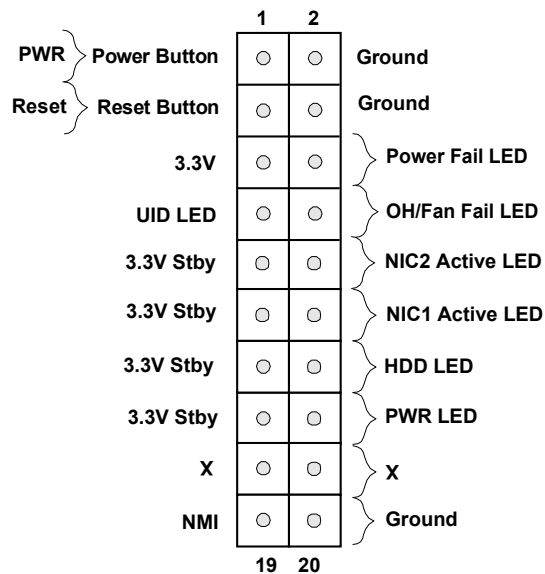 1 2
PWR Power Button Ground
Reset Reset Button Ground
3.3V Power Fail LED
UID LED OH/Fan Fail LED
3.3V Stby NIC2 Active LED
3.3V Stby NIC1 Active LED
3.3V Stby HDD LED
3.3V Stby PWR LED
X X
NMI Ground
19 20